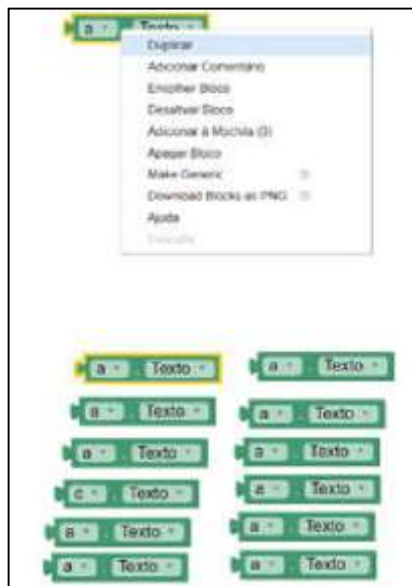 a . Texto
Duplicar
Adicionar Comentário
Encolher Bloco
Desativar Bloco
Adicionar à Mochila (0)
Apagar Bloco
Make Generic
Download Blocks as PNG
Ajuda
a . Texto
a . Texto
a . Texto
a . Texto
a . Texto
a . Texto
c . Texto
a . Texto
a . Texto
a . Texto
a . Texto
a . Texto